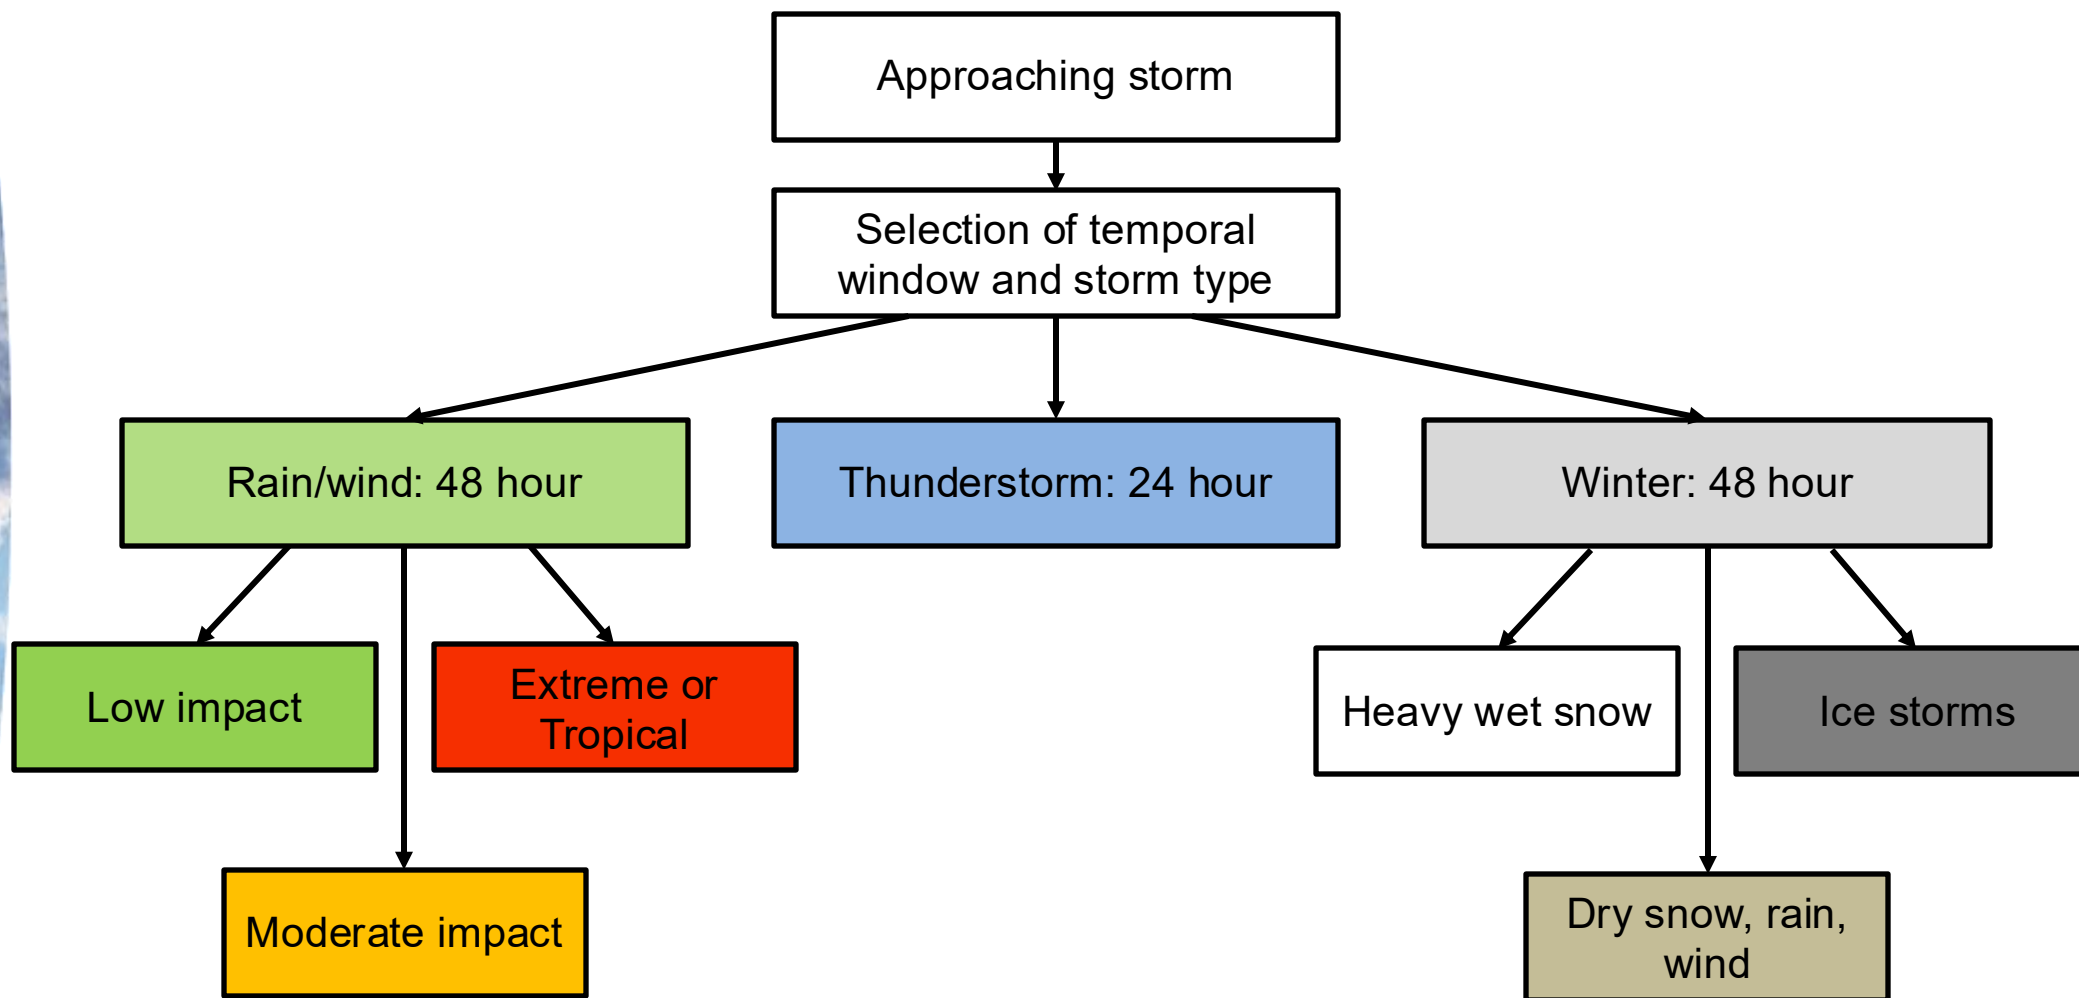 Approaching storm
Selection of temporal
window and storm type
Rain/wind: 48 hour
Thunderstorm: 24 hour
Winter: 48 hour
Low impact
Extreme or
Tropical
Heavy wet snow
Ice storms
Moderate impact
Dry snow, rain,
wind